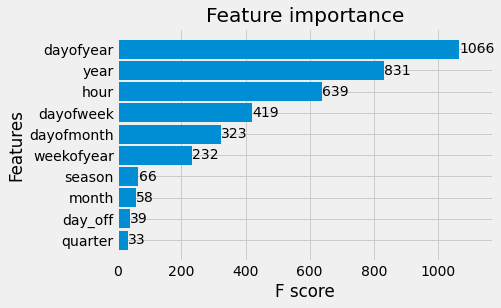 Feature importance
Features
dayofyear 1066
year 831
hour 639
dayofweek 419
dayofmonth 323
weekofyear 232
season 66
month 58
day_off 39
quarter 33
0 200 400 600 800 1000
F score